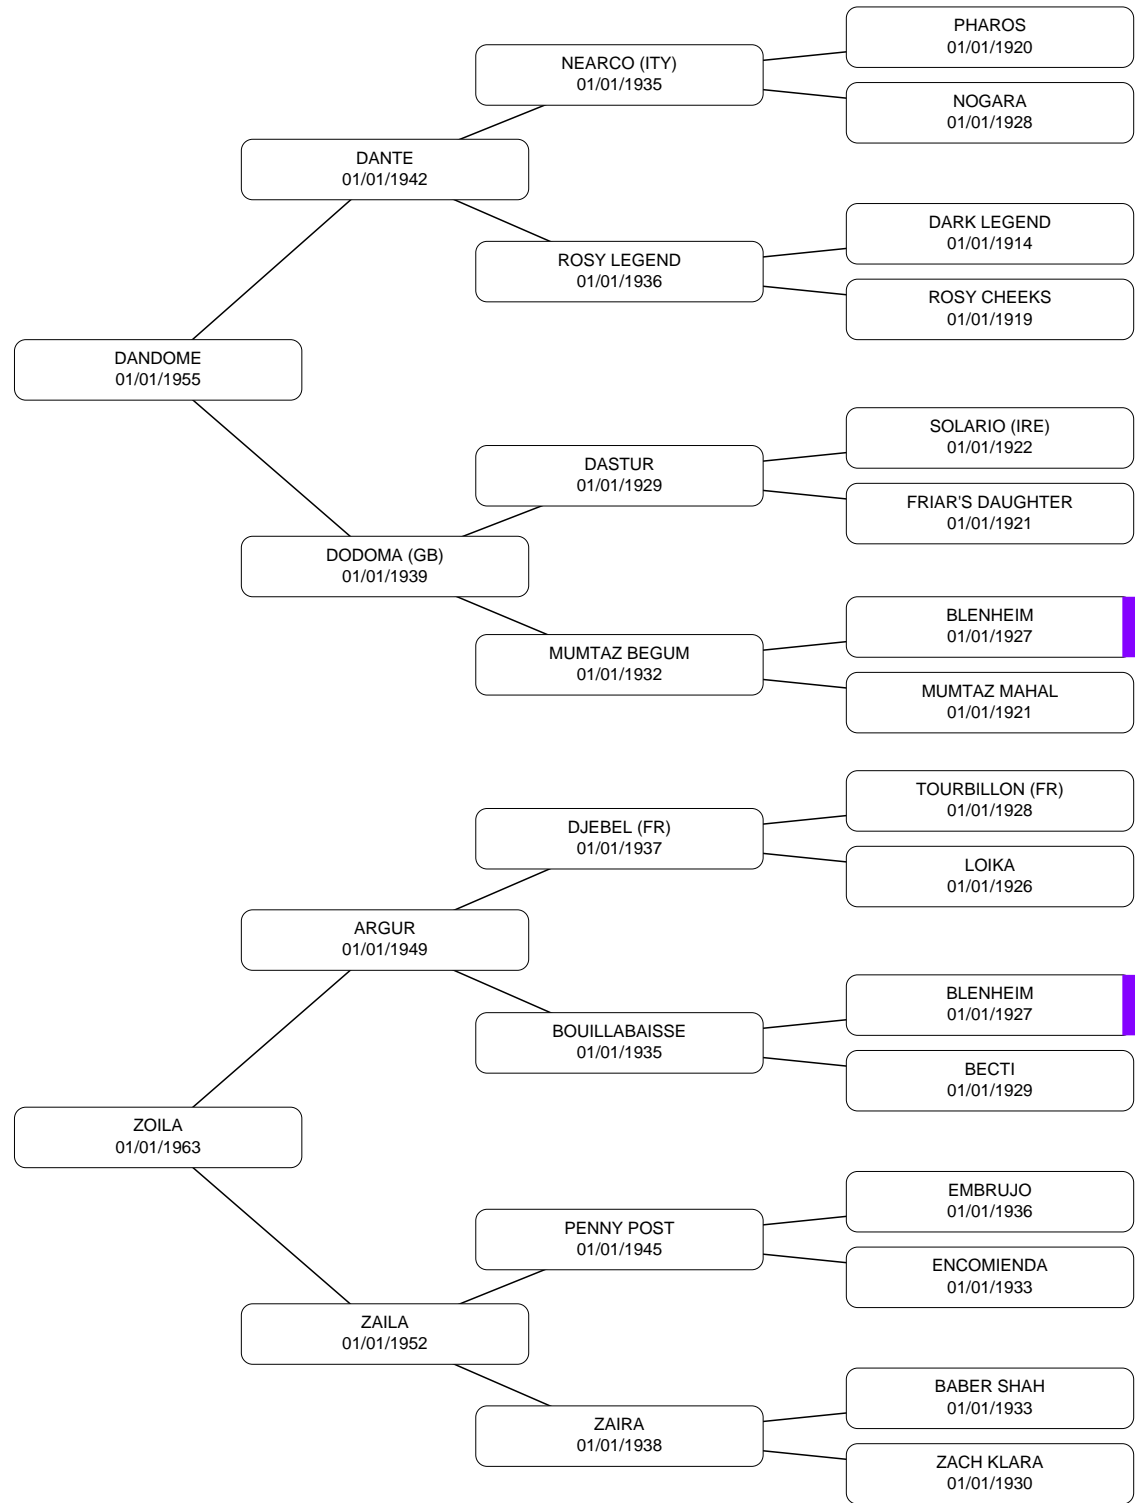 PHAROS
01/01/1920
NEARCO (ITY)
01/01/1935
NOGARA
01/01/1928
DANTE
01/01/1942
DARK LEGEND
01/01/1914
ROSY LEGEND
01/01/1936
ROSY CHEEKS
01/01/1919
DANDOME
01/01/1955
SOLARIO (IRE)
01/01/1922
DASTUR
01/01/1929
FRIAR'S DAUGHTER
01/01/1921
DODOMA (GB)
01/01/1939
BLENHEIM
01/01/1927
MUMTAZ BEGUM
01/01/1932
MUMTAZ MAHAL
01/01/1921
TOURBILLON (FR)
01/01/1928
DJEBEL (FR)
01/01/1937
LOIKA
01/01/1926
ARGUR
01/01/1949
BLENHEIM
01/01/1927
BOUILLABAISSE
01/01/1935
BECTI
01/01/1929
ZOILA
01/01/1963
EMBRUJO
01/01/1936
PENNY POST
01/01/1945
ENCOMIENDA
01/01/1933
ZAILA
01/01/1952
BABER SHAH
01/01/1933
ZAIRA
01/01/1938
ZACH KLARA
01/01/1930